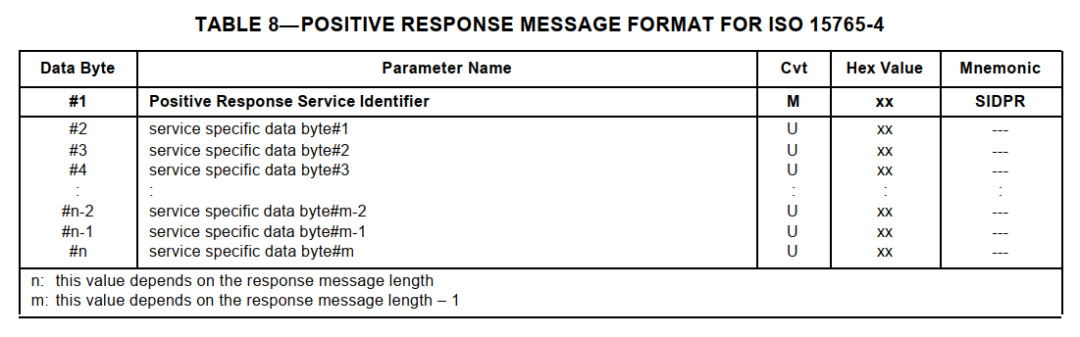 TABLE 8—POSITIVE RESPONSE MESSAGE FORMAT FOR ISO 15765-4
Data Byte Parameter Name Cvt Hex Value Mnemonic
#1 Positive Response Service Identifier M xx SIDPR
#2 service specific data byte#1 U xx ---
#3 service specific data byte#2 U xx ---
#4 service specific data byte#3 U xx ---
: : : : :
#n-2 service specific data byte#m-2 U xx ---
#n-1 service specific data byte#m-1 U xx ---
#n service specific data byte#m U xx ---
n: this value depends on the response message length
m: this value depends on the response message length – 1